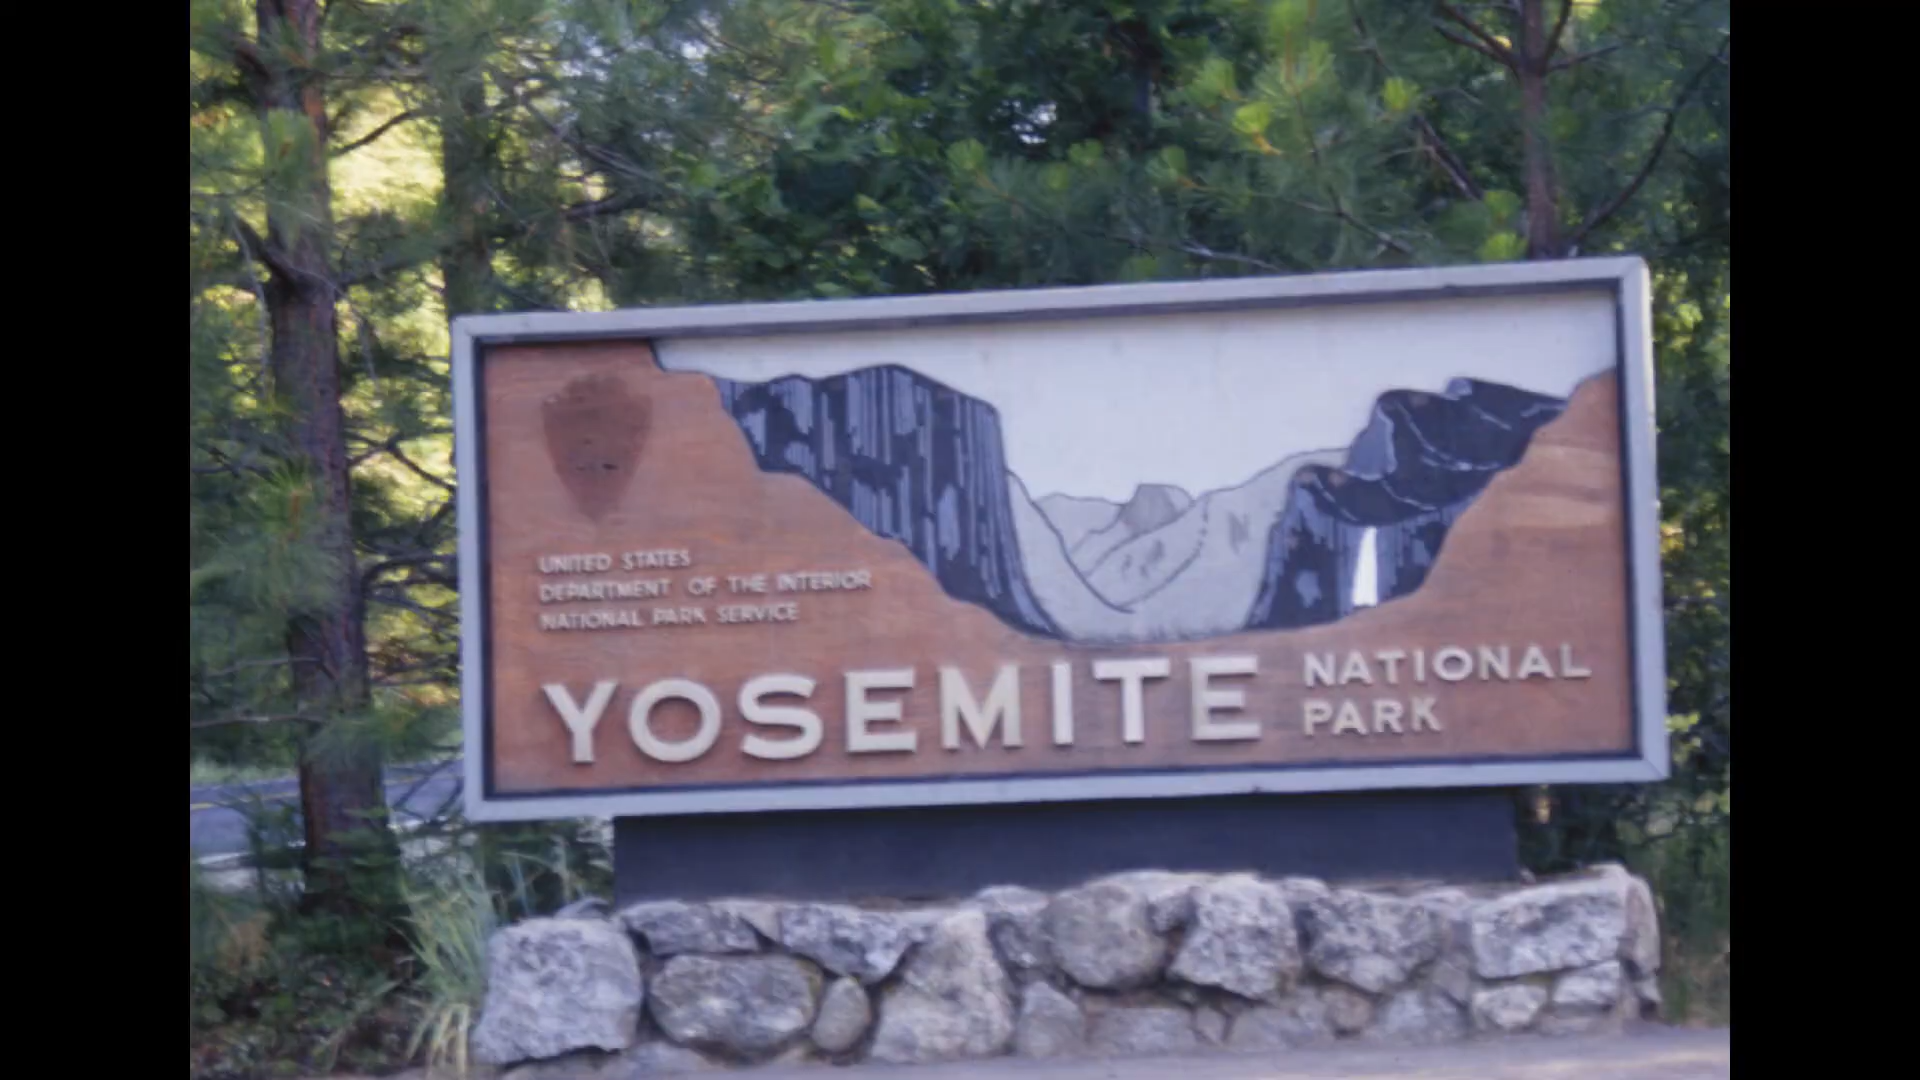 UNITED STATES
DEPARTMENT OF THE INTERIOR
NATIONAL PARK SERVICE
YOSEMITE NATIONAL
PARK